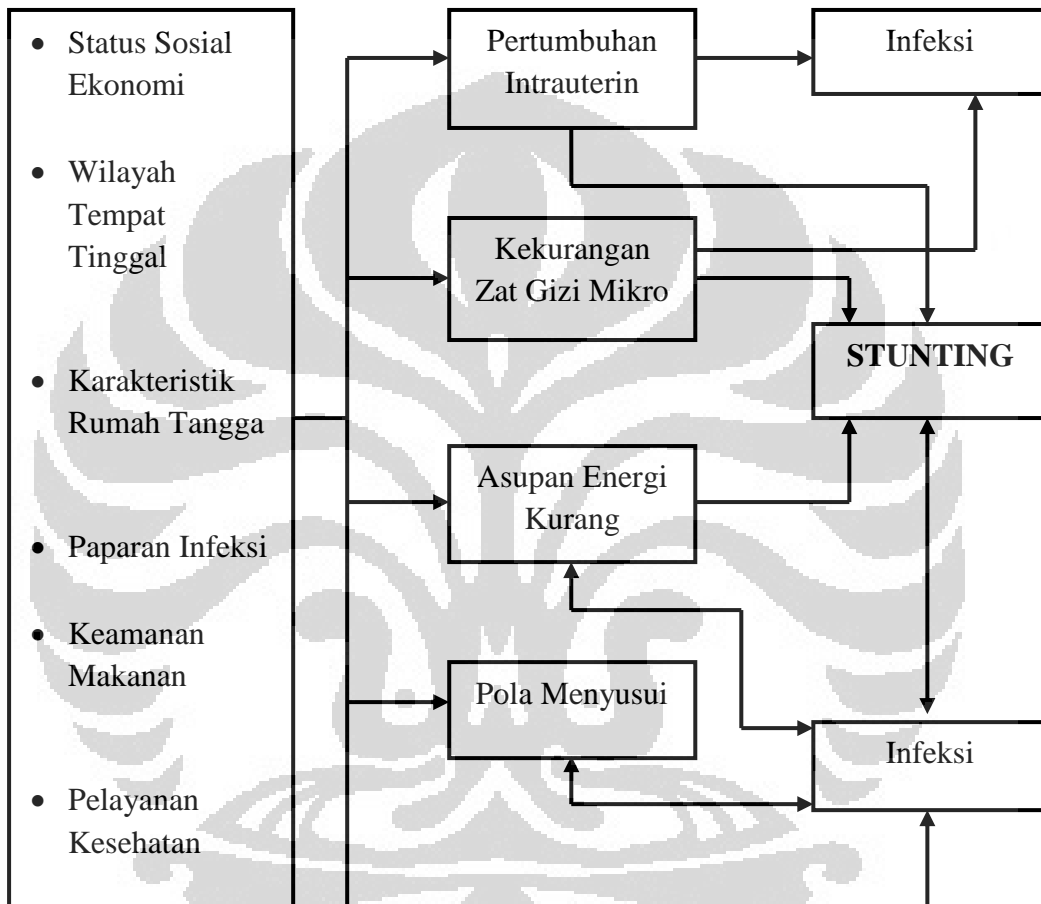 • Status Sosial
Ekonomi
• Wilayah
Tempat
Tinggal
• Karakteristik
Rumah Tangga
• Paparan Infeksi
• Keamanan
Makanan
• Pelayanan
Kesehatan
Pertumbuhan
Intrauterin
Kekurangan
Zat Gizi Mikro
Asupan Energi
Kurang
Pola Menyusui
Infeksi
STUNTING
Infeksi